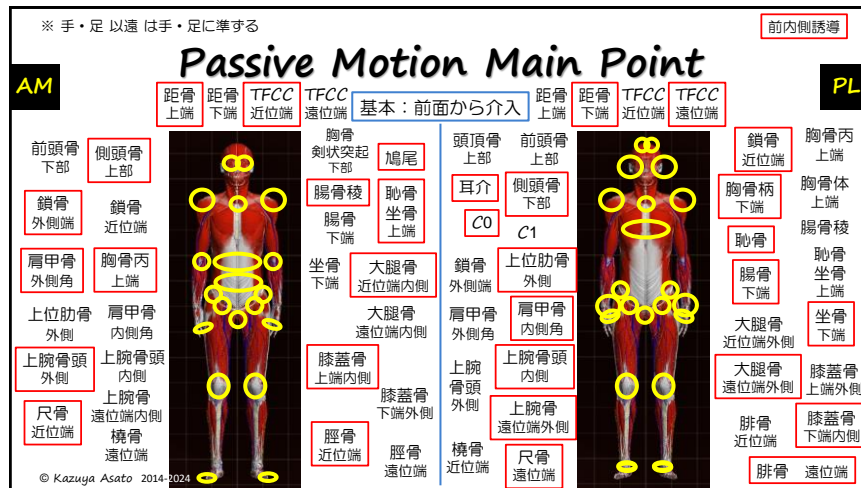 ※ 手・足 以遠 は手・足に準ずる
前内側誘導
Passive Motion Main Point
AM
PL
距骨
上端
距骨
下端
TFCC
近位端
TFCC
遠位端
基本：前面から介入
距骨
上端
距骨
下端
TFCC
近位端
TFCC
遠位端
前頭骨
下部
側頭骨
上部
鎖骨
外側端
鎖骨
近位端
肩甲骨
外側角
胸骨丙
上端
上位肋骨
外側
肩甲骨
内側角
上腕骨頭
外側
上腕骨頭
内側
尺骨
近位端
上腕骨
遠位端内側
橈骨
遠位端
胸骨
剣状突起
下部
鳩尾
腸骨稜
恥骨
坐骨
上端
腸骨
下端
坐骨
下端
大腿骨
近位端内側
大腿骨
遠位端内側
膝蓋骨
上端内側
膝蓋骨
下端外側
脛骨
近位端
脛骨
遠位端
頭頂骨
上部
前頭骨
上部
耳介
側頭骨
下部
C0
C1
鎖骨
外側端
上位肋骨
外側
肩甲骨
外側角
肩甲骨
内側角
上腕
骨頭
外側
上腕骨頭
内側
上腕骨
遠位端外側
橈骨
近位端
尺骨
遠位端
鎖骨
近位端
胸骨丙
上端
胸骨柄
下端
胸骨体
上端
恥骨
腸骨稜
腸骨
下端
恥骨
坐骨
上端
大腿骨
近位端外側
坐骨
下端
大腿骨
遠位端外側
膝蓋骨
上端外側
腓骨
近位端
膝蓋骨
下端内側
腓骨 遠位端
© Kazuya Asato 2014-2024